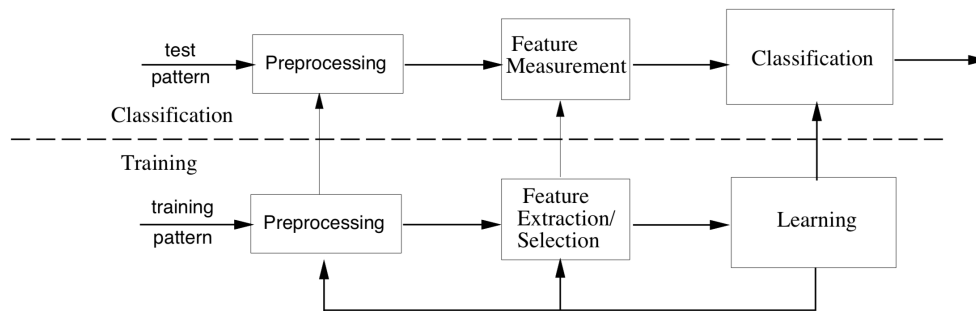 test
pattern
Preprocessing
Feature
Measurement
Classification
Classification
Training
training
pattern
Preprocessing
Feature
Extraction/
Selection
Learning